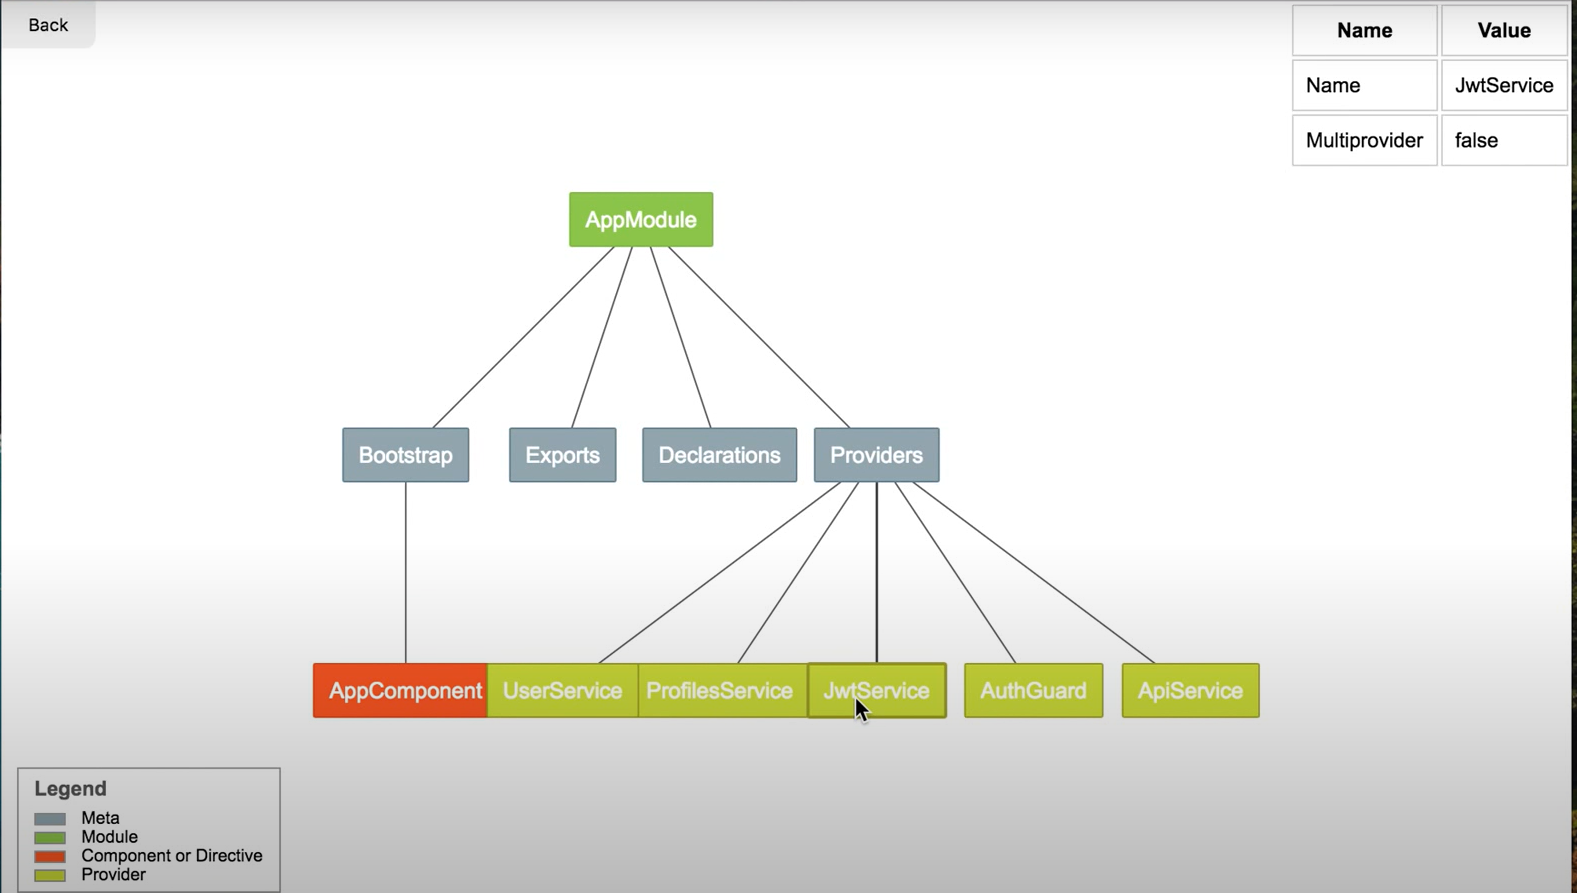 Back
Name Value
Name JwtService
Multiprovider false
AppModule
Bootstrap Exports Declarations Providers
AppComponent UserService ProfilesService JwtService AuthGuard ApiService
Legend
Meta
Module
Component or Directive
Provider